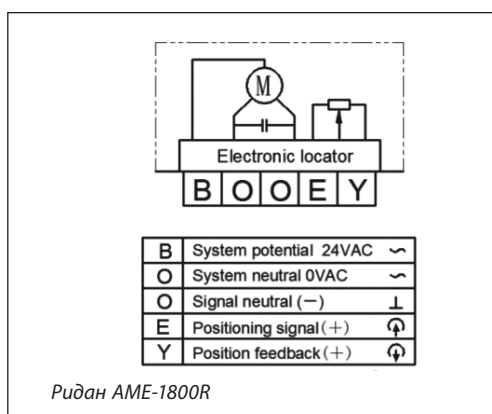 M
Electronic locator
B O O E Y
B System potential 24VAC ∽
O System neutral 0VAC ∽
O Signal neutral (—) ⊥
E Positioning signal(+)
Y Position feedback(+)
Ридан AME-1800R